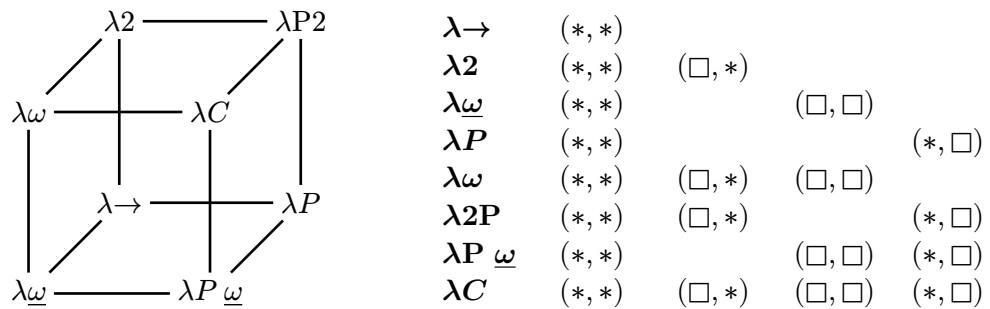 λ2 λP2
λω λC
λ→ λP
λω̲ λP ω̲
λ→ (∗, ∗)
λ2 (∗, ∗) (□, ∗)
λω̲ (∗, ∗) (□, □)
λP (∗, ∗) (∗, □)
λω (∗, ∗) (□, ∗) (□, □)
λ2P (∗, ∗) (□, ∗) (∗, □)
λP ω̲ (∗, ∗) (□, □) (∗, □)
λC (∗, ∗) (□, ∗) (□, □) (∗, □)